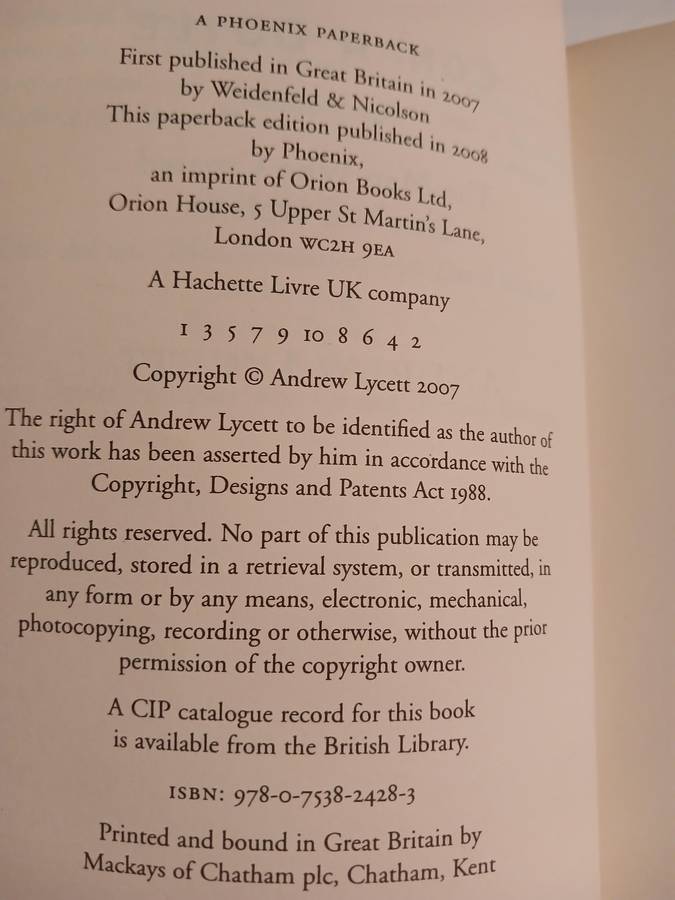 A PHOENIX PAPERBACK
First published in Great Britain in 2007
by Weidenfeld & Nicolson
This paperback edition published in 2008
by Phoenix,
an imprint of Orion Books Ltd,
Orion House, 5 Upper St Martin's Lane,
London WC2H 9EA
A Hachette Livre UK company
1 3 5 7 9 10 8 6 4 2
Copyright © Andrew Lycett 2007
The right of Andrew Lycett to be identified as the author of
this work has been asserted by him in accordance with the
Copyright, Designs and Patents Act 1988.
All rights reserved. No part of this publication may be
reproduced, stored in a retrieval system, or transmitted, in
any form or by any means, electronic, mechanical,
photocopying, recording or otherwise, without the prior
permission of the copyright owner.
A CIP catalogue record for this book
is available from the British Library.
ISBN: 978-0-7538-2428-3
Printed and bound in Great Britain by
Mackays of Chatham plc, Chatham, Kent